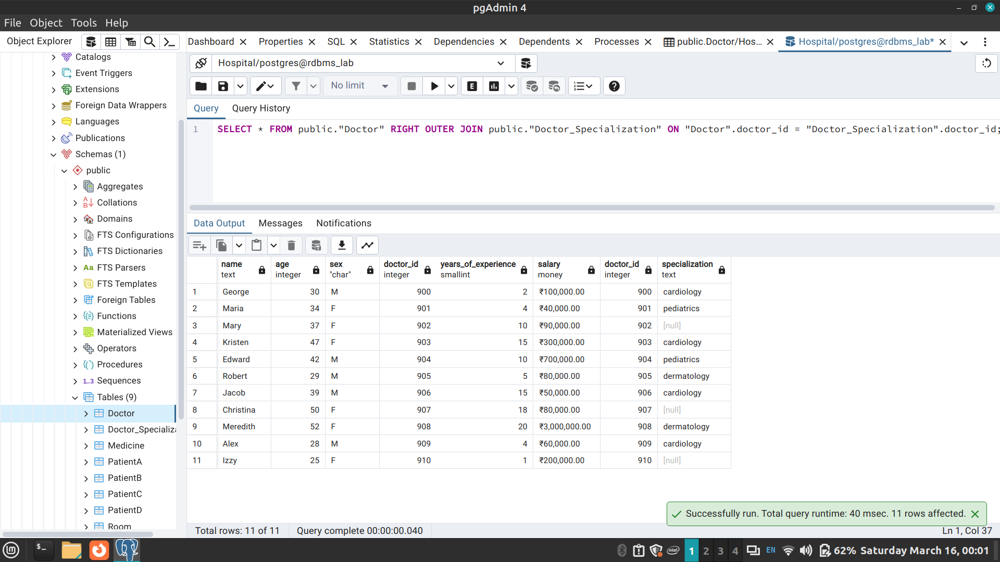 pgAdmin 4
File Object Tools Help
Object Explorer
Dashboard Properties SQL Statistics Dependencies Dependents Processes public.Doctor/Hos... Hospital/postgres@rdbms_lab*
Catalogs
Event Triggers
Extensions
Foreign Data Wrappers
Languages
Publications
Schemas (1)
public
Aggregates
Collations
Domains
FTS Configurations
FTS Dictionaries
Aa FTS Parsers
FTS Templates
Foreign Tables
Functions
Materialized Views
Operators
Procedures
1..3 Sequences
Tables (9)
Doctor
Doctor_Specializa
Medicine
PatientA
PatientB
PatientC
PatientD
Room
Hospital/postgres@rdbms_lab
No limit
E
Query Query History
1 SELECT * FROM public."Doctor" RIGHT OUTER JOIN public."Doctor_Specialization" ON "Doctor".doctor_id = "Doctor_Specialization".doctor_id;
Data Output Messages Notifications
name age sex doctor_id years_of_experience salary doctor_id specialization
text integer "char" integer smallint money integer text
1 George 30 M 900 2 ₹100,000.00 900 cardiology
2 Maria 34 F 901 4 ₹40,000.00 901 pediatrics
3 Mary 37 F 902 10 ₹90,000.00 902 [null]
4 Kristen 47 F 903 15 ₹300,000.00 903 cardiology
5 Edward 42 M 904 10 ₹700,000.00 904 pediatrics
6 Robert 29 M 905 5 ₹80,000.00 905 dermatology
7 Jacob 39 M 906 15 ₹50,000.00 906 cardiology
8 Christina 50 F 907 18 ₹80,000.00 907 [null]
9 Meredith 52 F 908 20 ₹3,000,000.00 908 dermatology
10 Alex 28 M 909 4 ₹60,000.00 909 cardiology
11 Izzy 25 F 910 1 ₹200,000.00 910 [null]
Successfully run. Total query runtime: 40 msec. 11 rows affected.
Total rows: 11 of 11 Query complete 00:00:00.040 Ln 1, Col 37
intel 1 2 3 4 EN 62% Saturday March 16, 00:01